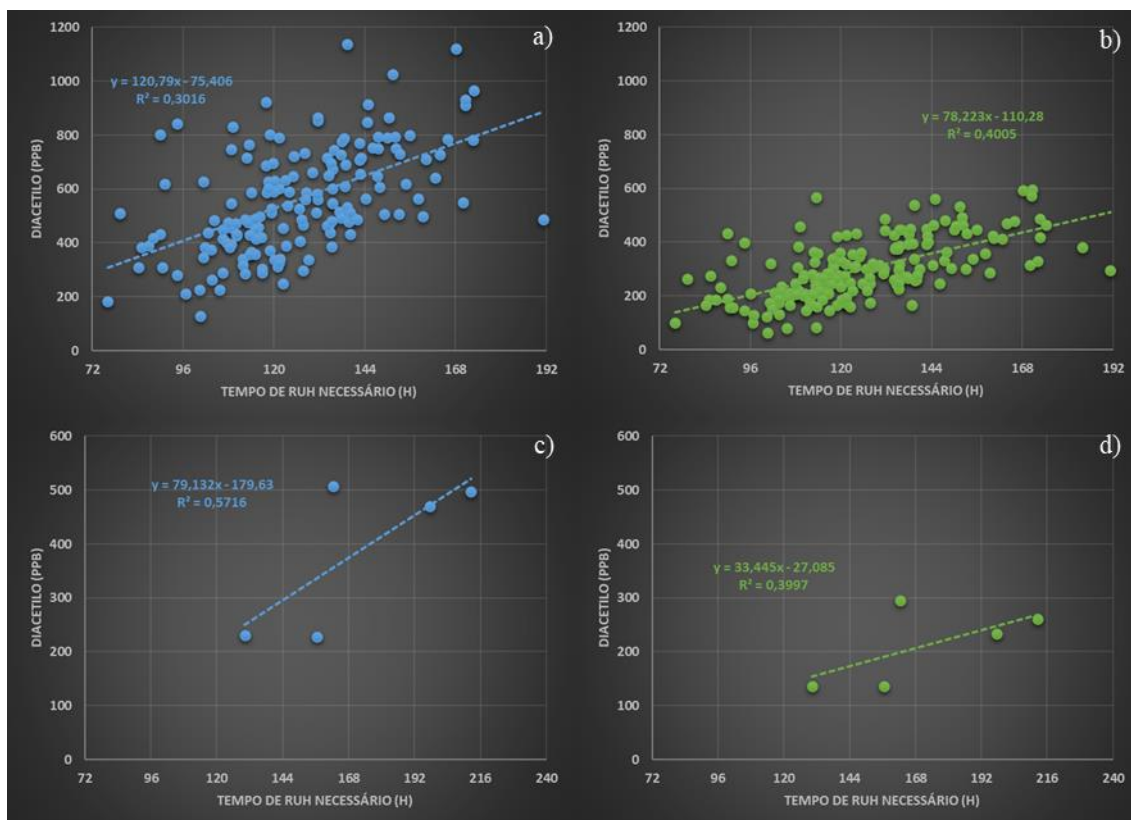 a)
1200
1000
800
600
400
200
0
DIACETILO (PPB)
y = 120,79x - 75,406
R² = 0,3016
72 96 120 144 168 192
TEMPO DE RUH NECESSÁRIO (H)
b)
1200
1000
800
600
400
200
0
DIACETILO (PPB)
y = 78,223x - 110,28
R² = 0,4005
72 96 120 144 168 192
TEMPO DE RUH NECESSÁRIO (H)
c)
600
500
400
300
200
100
0
DIACETILO (PPB)
y = 79,132x - 179,63
R² = 0,5716
72 96 120 144 168 192 216 240
TEMPO DE RUH NECESSÁRIO (H)
d)
600
500
400
300
200
100
0
DIACETILO (PPB)
y = 33,445x - 27,085
R² = 0,3997
72 96 120 144 168 192 216 240
TEMPO DE RUH NECESSÁRIO (H)